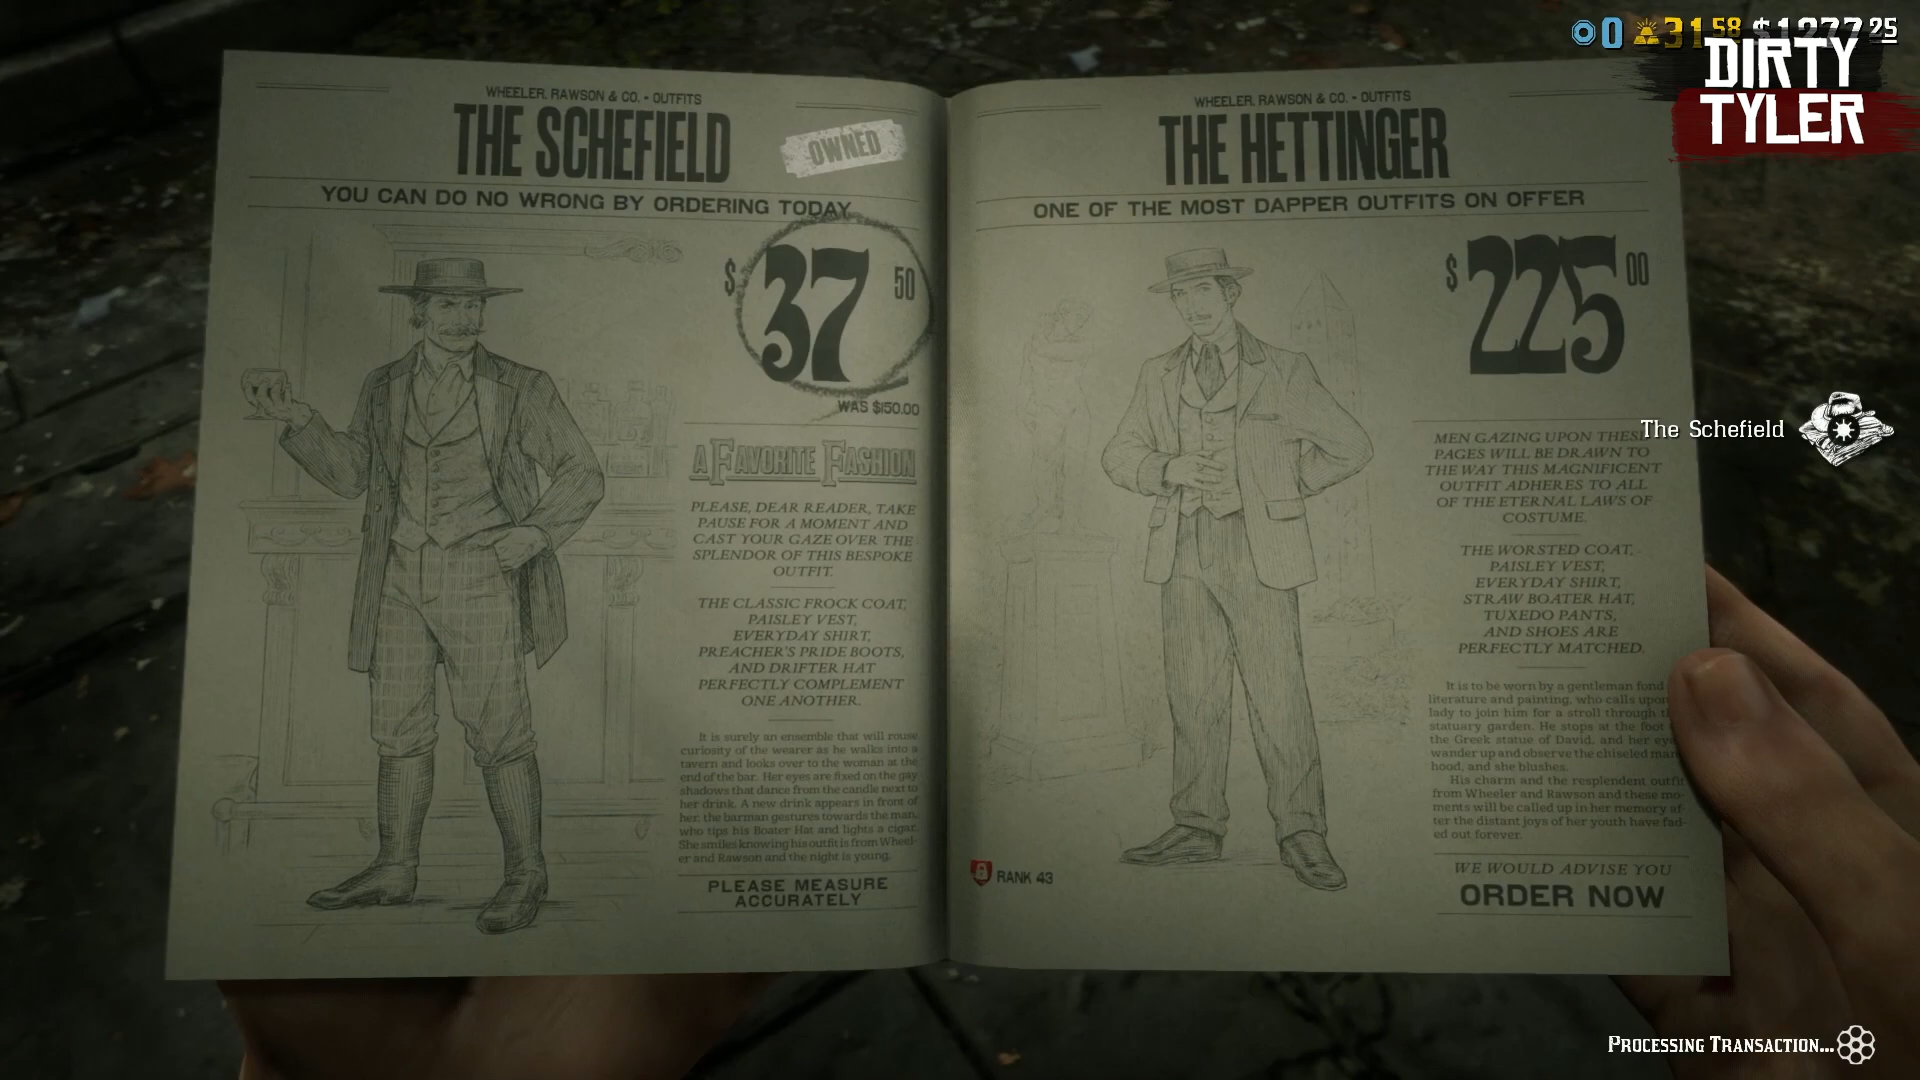 0 31 58 $1277 25
DIRTY
TYLER
WHEELER, RAWSON & CO. - OUTFITS
THE SCHEFIELD
OWNED
YOU CAN DO NO WRONG BY ORDERING TODAY
$37 50
WAS $150.00
A FAVORITE FASHION
PLEASE, DEAR READER, TAKE
PAUSE FOR A MOMENT AND
CAST YOUR GAZE OVER THE
SPLENDOR OF THIS BESPOKE
OUTFIT.
THE CLASSIC FROCK COAT,
PAISLEY VEST,
EVERYDAY SHIRT,
PREACHER'S PRIDE BOOTS,
AND DRIFTER HAT
PERFECTLY COMPLEMENT
ONE ANOTHER.
It is surely an ensemble that will rouse
curiosity of the wearer as he walks into a
tavern and looks over to the woman at the
end of the bar. Her eyes are fixed on the gay
shadows that dance from the candle next to
her drink. A new drink appears in front of
her, the barman gestures towards the man,
who tips his Boater Hat and lights a cigar.
She smiles knowing his outfit is from Wheel-
er and Rawson and the night is young.
PLEASE MEASURE
ACCURATELY
WHEELER, RAWSON & CO. - OUTFITS
THE HETTINGER
ONE OF THE MOST DAPPER OUTFITS ON OFFER
$225 00
MEN GAZING UPON THESE
PAGES WILL BE DRAWN TO
THE WAY THIS MAGNIFICENT
OUTFIT ADHERES TO ALL
OF THE ETERNAL LAWS OF
COSTUME.
THE WORSTED COAT,
PAISLEY VEST,
EVERYDAY SHIRT,
STRAW BOATER HAT,
TUXEDO PANTS,
AND SHOES ARE
PERFECTLY MATCHED.
It is to be worn by a gentleman fond
literature and painting, who calls upon
lady to join him for a stroll through
statuary garden. He stops at the foot
the Greek statue of David, and her
wander up and observe the chiseled man-
hood, and she blushes.
His charm and the resplendent outfit
from Wheeler and Rawson and these mo-
ments will be called up in her memory af-
ter the distant joys of her youth have fad-
ed out forever.
RANK 43
WE WOULD ADVISE YOU
ORDER NOW
The Schefield
PROCESSING TRANSACTION...